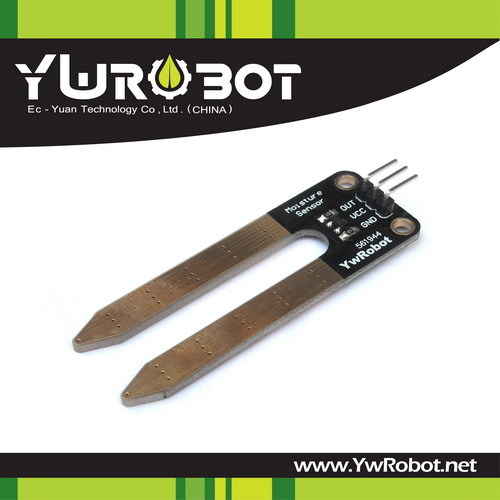 YWROBOT
Ec - Yuan Technology Co , Ltd . ( CHINA )
Moisture
Sensor
OUT
VCC
GND
561944
YwRobot
www.YwRobot.net